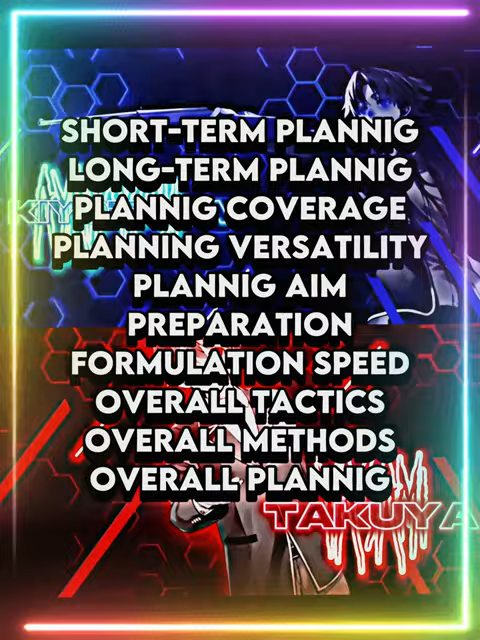 SHORT-TERM PLANNIG
LONG-TERM PLANNIG
PLANNIG COVERAGE
PLANNING VERSATILITY
PLANNIG AIM
PREPARATION
FORMULATION SPEED
OVERALL TACTICS
OVERALL METHODS
OVERALL PLANNIG
TAKUYA